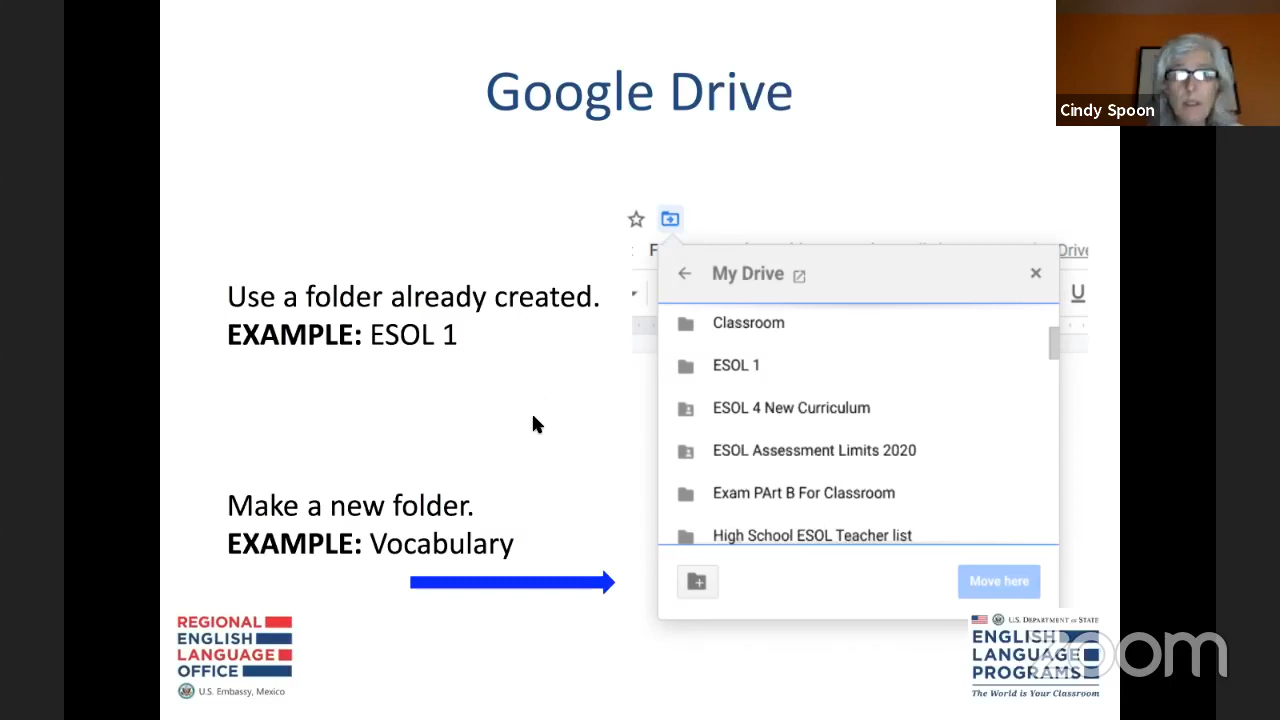 Google Drive
Cindy Spoon
Drive
My Drive
U
Use a folder already created.
EXAMPLE: ESOL 1
Classroom
ESOL 1
ESOL 4 New Curriculum
ESOL Assessment Limits 2020
Exam PArt B For Classroom
High School ESOL Teacher list
Make a new folder.
EXAMPLE: Vocabulary
Move here
REGIONAL
ENGLISH
LANGUAGE
OFFICE
U.S. Embassy, Mexico
U.S. DEPARTMENT OF STATE
ENGLISH
LANGUAGE
PROGRAMS
The World is Your Classroom
zoom